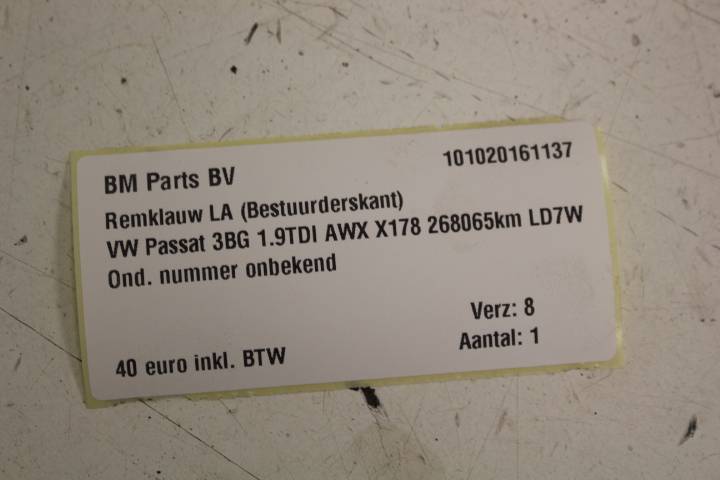 BM Parts BV 101020161137
Remklauw LA (Bestuurderskant)
VW Passat 3BG 1.9TDI AWX X178 268065km LD7W
Ond. nummer onbekend
Verz: 8
40 euro inkl. BTW Aantal: 1